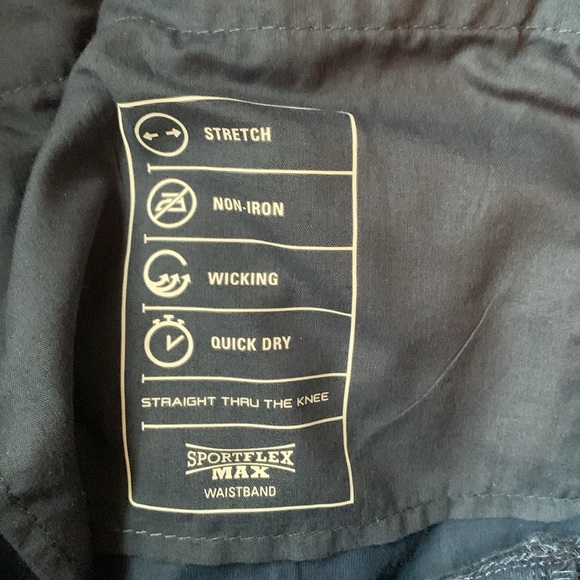 STRETCH
NON-IRON
WICKING
QUICK DRY
STRAIGHT THRU THE KNEE
SPORTFLEX
MAX
WAISTBAND